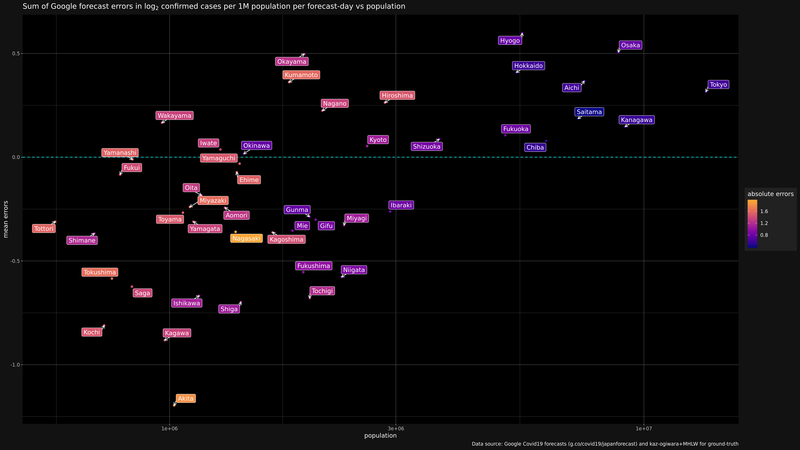 Sum of Google forecast errors in log2 confirmed cases per 1M population per forecast-day vs population
Hyogo
Osaka
0.5
Okayama
Hokkaido
Kumamoto
Aichi
Tokyo
Nagano
Hiroshima
Wakayama
Saitama
Kanagawa
Fukuoka
Iwate
Okinawa
Kyoto
Shizuoka
Chiba
Yamanashi
Yamaguchi
0.0
Fukui
Ehime
Oita
absolute errors
Miyazaki
1.6
1.2
0.8
mean errors
Toyama
Aomori
Gunma
Ibaraki
Tottori
Yamagata
Mie
Gifu
Miyagi
Shimane
Nagasaki
Kagoshima
-0.5
Tokushima
Fukushima
Niigata
Saga
Tochigi
Ishikawa
Shiga
Kochi
Kagawa
-1.0
Akita
1e+06
3e+06
1e+07
population
Data source: Google Covid19 forecasts (g.co/covid19/japanforecast) and kaz-ogiwara+MHLW for ground-truth